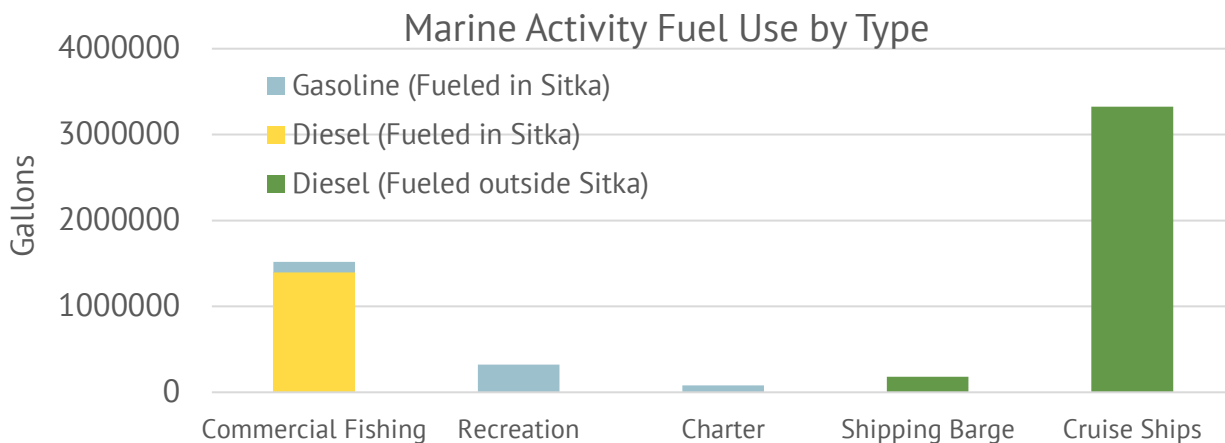 Marine Activity Fuel Use by Type
4000000
Gasoline (Fueled in Sitka)
Diesel (Fueled in Sitka)
3000000
Diesel (Fueled outside Sitka)
Gallons
2000000
1000000
0
Commercial Fishing Recreation Charter Shipping Barge Cruise Ships